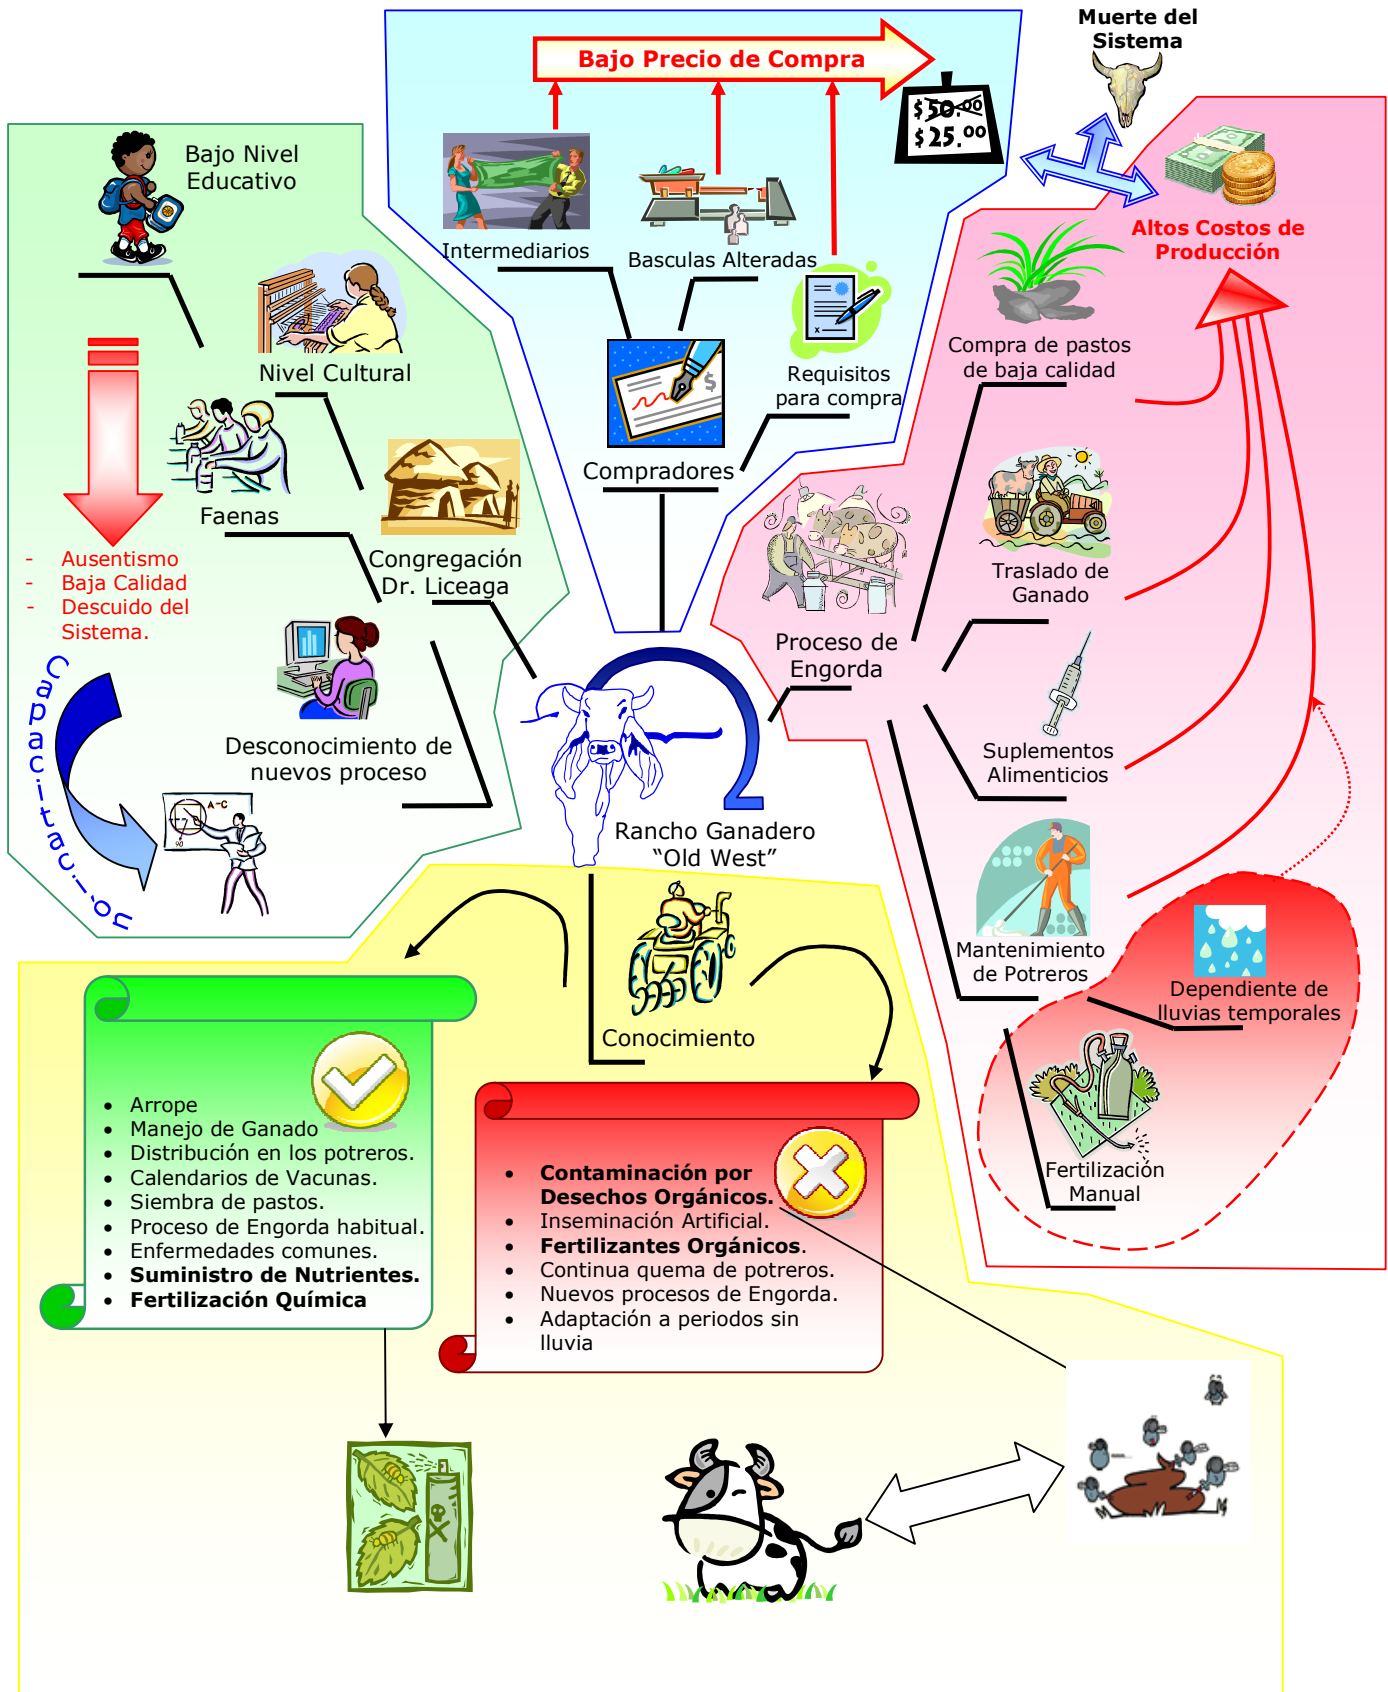 Muerte del
Sistema
Bajo Precio de Compra
$50.00
$25.00
Bajo Nivel
Educativo
Intermediarios
Basculas Alteradas
Requisitos
para compra
Compradores
Altos Costos de
Producción
Compra de pastos
de baja calidad
Nivel Cultural
Faenas
Congregación
Dr. Liceaga
- Ausentismo
- Baja Calidad
- Descuido del
Sistema.
Capacitación
Desconocimiento de
nuevos proceso
A-C
90
Traslado de
Ganado
Proceso de
Engorda
Suplementos
Alimenticios
Rancho Ganadero
“Old West”
Mantenimiento
de Potreros
Dependiente de
lluvias temporales
Fertilización
Manual
Conocimiento
• Arrope
• Manejo de Ganado
• Distribución en los potreros.
• Calendarios de Vacunas.
• Siembra de pastos.
• Proceso de Engorda habitual.
• Enfermedades comunes.
• Suministro de Nutrientes.
• Fertilización Química
• Contaminación por
Desechos Orgánicos.
• Inseminación Artificial.
• Fertilizantes Orgánicos.
• Continua quema de potreros.
• Nuevos procesos de Engorda.
• Adaptación a periodos sin
lluvia